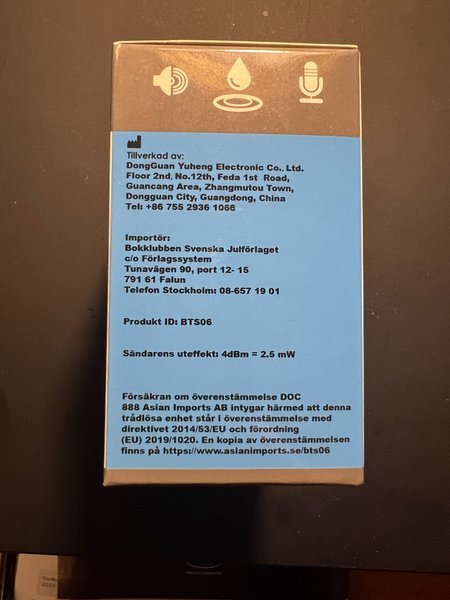 Tillverkad av:
DongGuan Yuheng Electronic Co., Ltd.
Floor 2nd, No.12th, Feda 1st Road,
Guancang Area, Zhangmutou Town,
Dongguan City, Guangdong, China
Tel: +86 755 2936 1066
Importör:
Bokklubben Svenska Julförlaget
c/o Förlagssystem
Tunavägen 90, port 12- 15
791 61 Falun
Telefon Stockholm: 08-657 19 01
Produkt ID: BTS06
Sändarens uteffekt: 4dBm = 2.5 mW
Försäkran om överenstämmelse DOC
888 Asian Imports AB intygar härmed att denna
trådlösa enhet står i överenstämmelse med
direktivet 2014/53/EU och förordning
(EU) 2019/1020. En kopia av överenstämmelsen
finns på https://www.asianimports.se/bts06